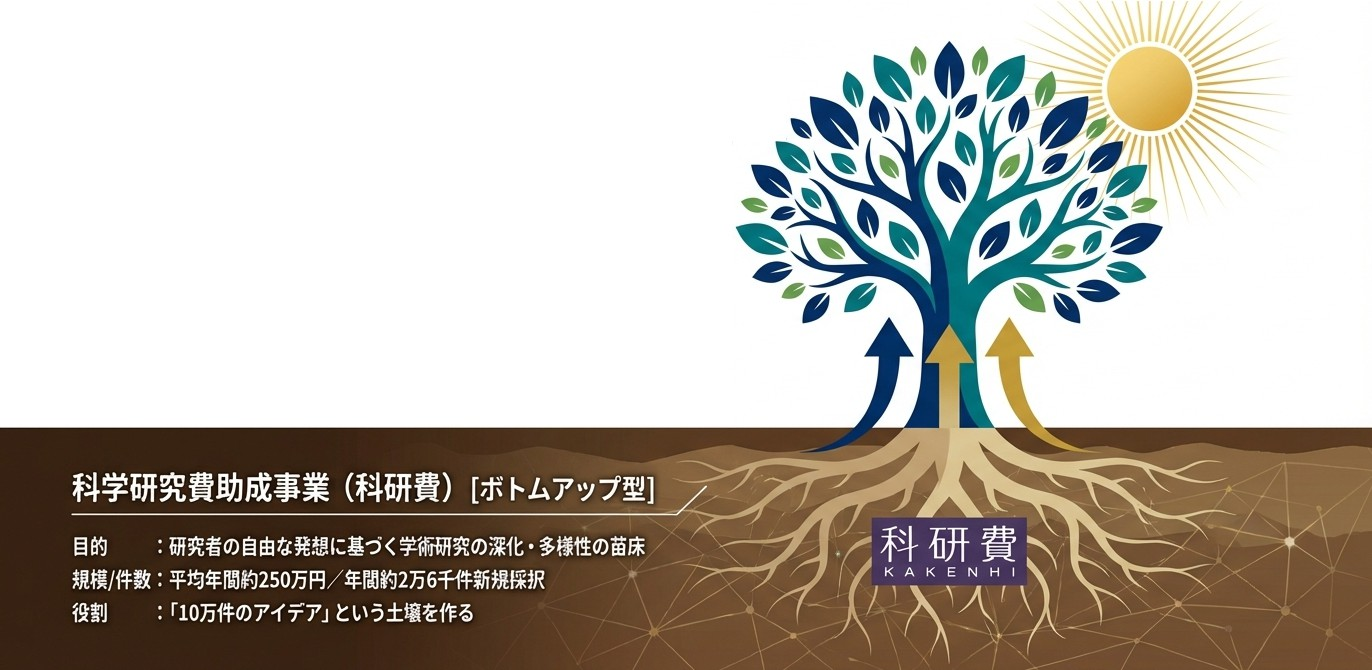 科学研究費助成事業（科研費）[ボトムアップ型]
目的　　：研究者の自由な発想に基づく学術研究の深化・多様性の苗床
規模/件数：平均年間約250万円／年間約2万6千件新規採択
役割　　：「10万件のアイデア」という土壌を作る
科研費
KAKENHI